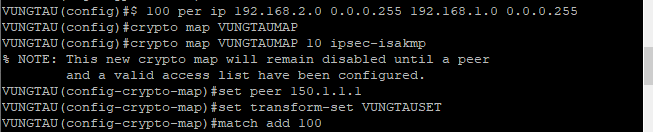 VUNGTAU(config)#$ 100 per ip 192.168.2.0 0.0.0.255 192.168.1.0 0.0.0.255
VUNGTAU(config)#crypto map VUNGTAUMAP
VUNGTAU(config)#crypto map VUNGTAUMAP 10 ipsec-isakmp
% NOTE: This new crypto map will remain disabled until a peer
and a valid access list have been configured.
VUNGTAU(config-crypto-map)#set peer 150.1.1.1
VUNGTAU(config-crypto-map)#set transform-set VUNGTAUSET
VUNGTAU(config-crypto-map)#match add 100